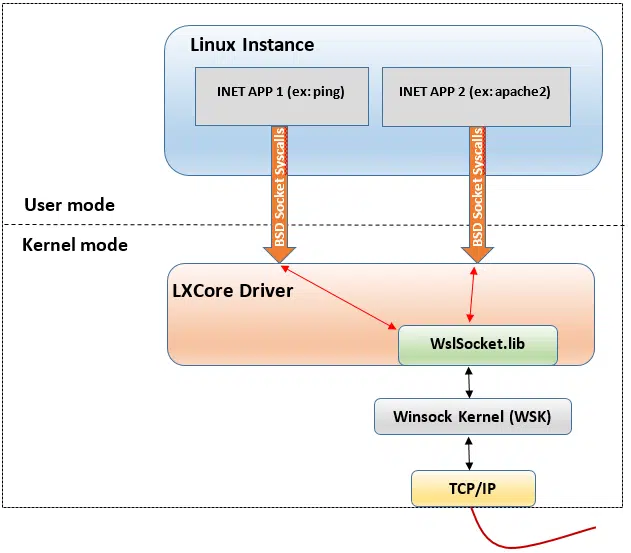 Linux Instance
INET APP 1 (ex: ping)
INET APP 2 (ex: apache2)
BSD Socket Syscalls
BSD Socket Syscalls
User mode
Kernel mode
LXCore Driver
WslSocket.lib
Winsock Kernel (WSK)
TCP/IP